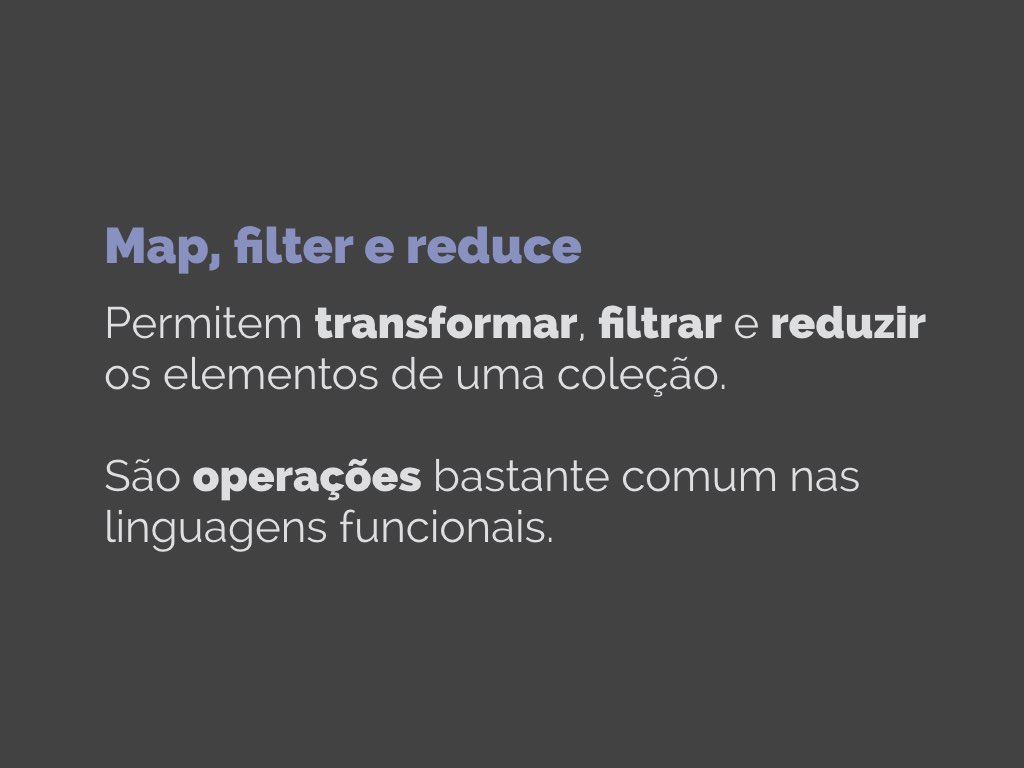 Map, filter e reduce
Permitem transformar, filtrar e reduzir
os elementos de uma coleção.
São operações bastante comum nas
linguagens funcionais.